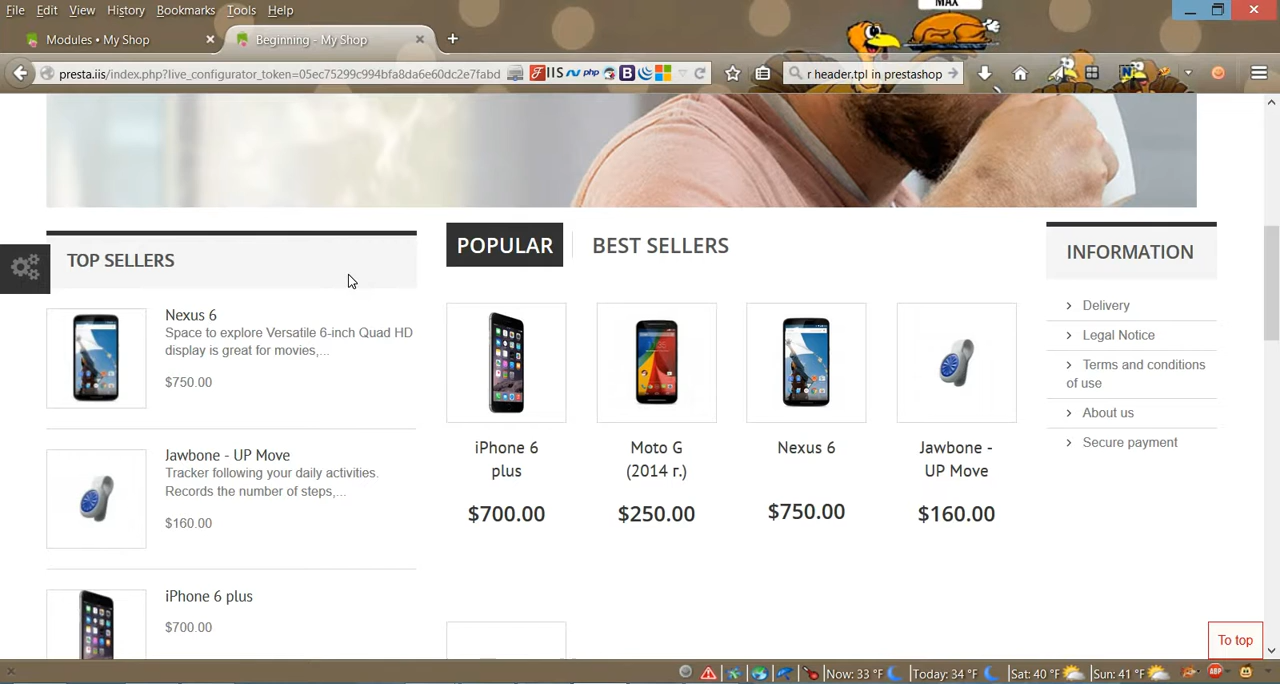 MAX
File Edit View History Bookmarks Tools Help
Modules • My Shop
Beginning - My Shop
presta.iis/index.php?live_configurator_token=05ec75299c994bfa8da6e60dc2e7fabd
IIS
php
B
r header.tpl in prestashop
TOP SELLERS
Nexus 6
Space to explore Versatile 6-inch Quad HD
display is great for movies,...
$750.00
Jawbone - UP Move
Tracker following your daily activities.
Records the number of steps,...
$160.00
iPhone 6 plus
$700.00
POPULAR
BEST SELLERS
iPhone 6
plus
$700.00
Moto G
(2014 г.)
$250.00
Nexus 6
$750.00
Jawbone -
UP Move
$160.00
INFORMATION
Delivery
Legal Notice
Terms and conditions
of use
About us
Secure payment
To top
Now: 33 °F
Today: 34 °F
Sat: 40 °F
Sun: 41 °F
ABP